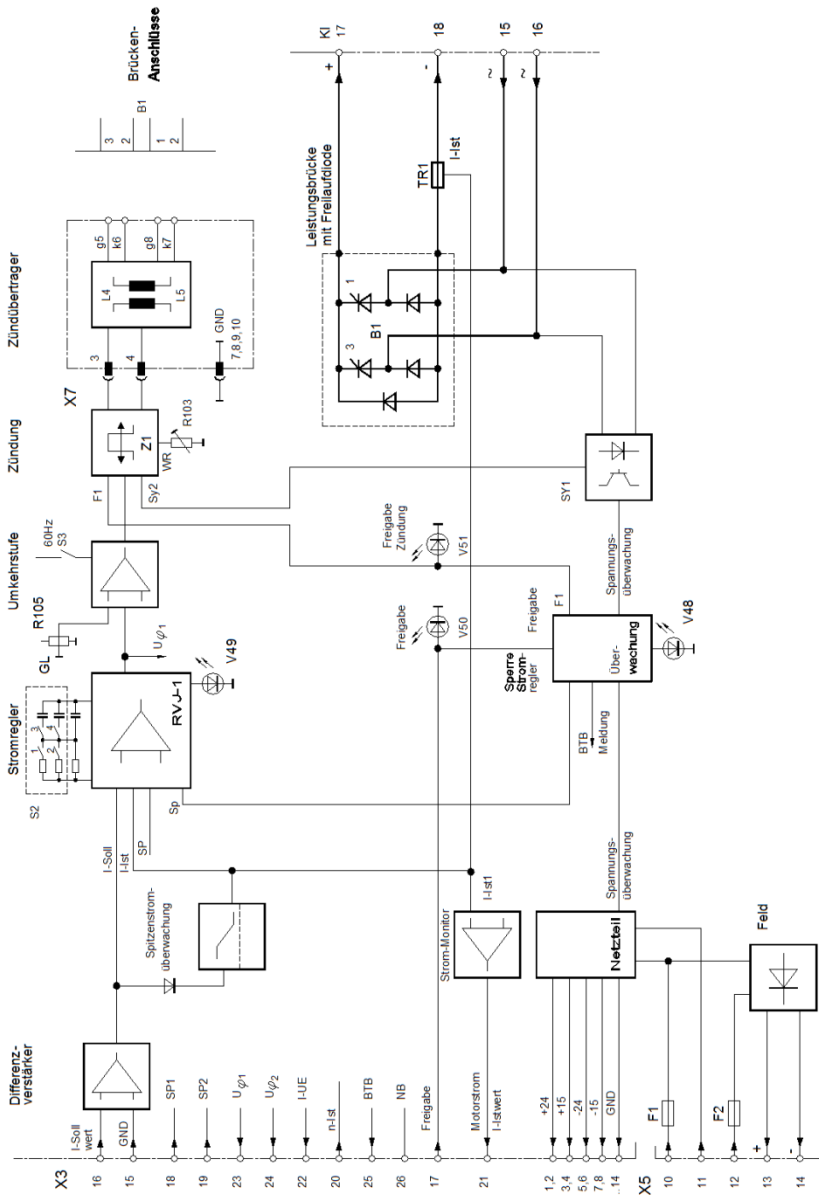 Differenz-
verstärker
Stromregler
Umkehrstufe
Zündung
Zündübertrager
Brücken-
Anschlüsse
B1
3
2
1
2
X3
16
I-Soll
wert
15
GND
18
SP1
19
SP2
23
Uφ1
24
Uφ2
22
I-UE
20
n-Ist
25
BTB
26
NB
17
Freigabe
21
Motorstrom
I-Istwert
1,2
+24
3,4
+15
5,6
-24
7,8
-15
..14
GND
X5
10
F1
11
12
F2
13
+
14
-
Spitzenstrom-
überwachung
I-Soll
I-Ist
SP
Sp
S2
1
2
3
4
RVJ-1
V49
Uφ1
GL
R105
60Hz
S3
F1
Sy2
Z1
WR
R103
X7
3
4
GND
7,8,9,10
L4
L5
g5
k6
g8
k7
Strom-Monitor
I-Ist1
Netzteil
Spannungs-
überwachung
Feld
BTB
Meldung
Sperre
Strom-
regler
Über-
wachung
V48
Freigabe
V50
Freigabe
Zündung
V51
Freigabe
F1
Spannungs-
überwachung
SY1
Leistungsbrücke
mit Freilaufdiode
3
1
B1
TR1
I-Ist
Kl
17
+
18
-
15
~
16
~